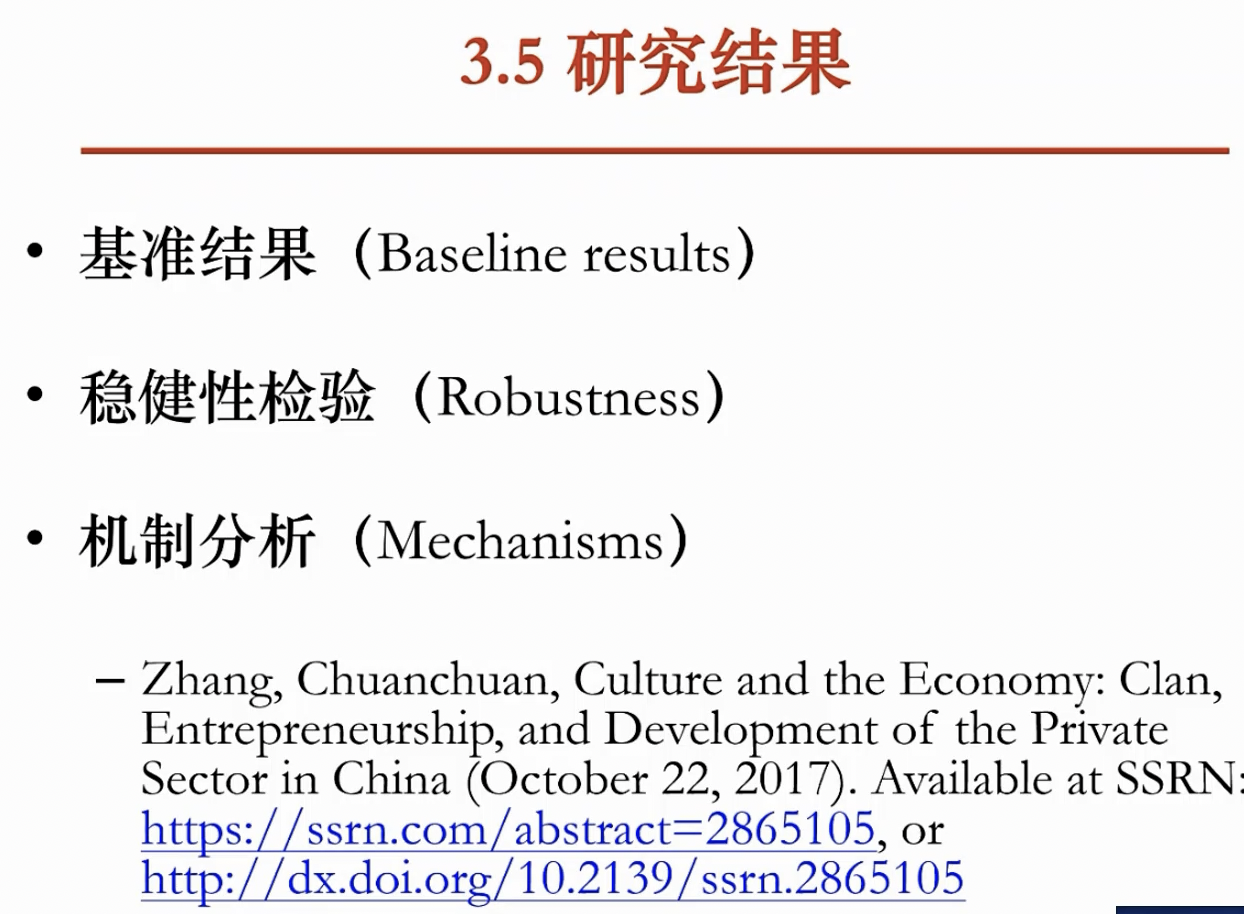 3.5 研究结果
• 基准结果（Baseline results）
• 稳健性检验（Robustness）
• 机制分析（Mechanisms）
– Zhang, Chuanchuan, Culture and the Economy: Clan,
Entrepreneurship, and Development of the Private
Sector in China (October 22, 2017). Available at SSRN:
https://ssrn.com/abstract=2865105, or
http://dx.doi.org/10.2139/ssrn.2865105